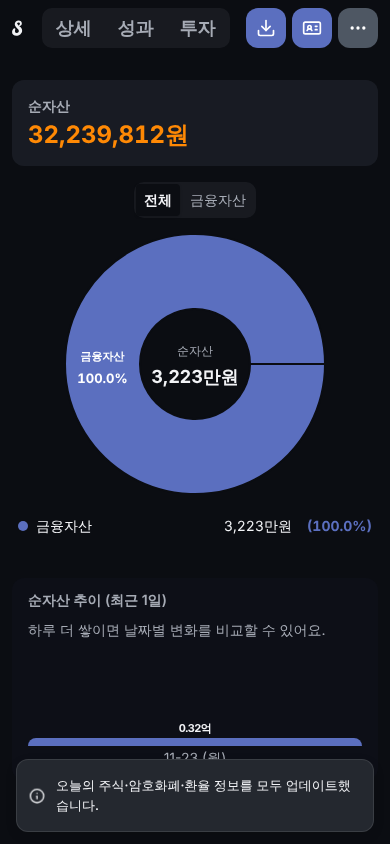 상세 성과 투자
순자산
32,239,812원
전체 금융자산
금융자산
100.0%
순자산
3,223만원
금융자산 3,223만원 (100.0%)
순자산 추이 (최근 1일)
하루 더 쌓이면 날짜별 변화를 비교할 수 있어요.
0.32억
11-23 (월)
오늘의 주식·암호화폐·환율 정보를 모두 업데이트했
습니다.